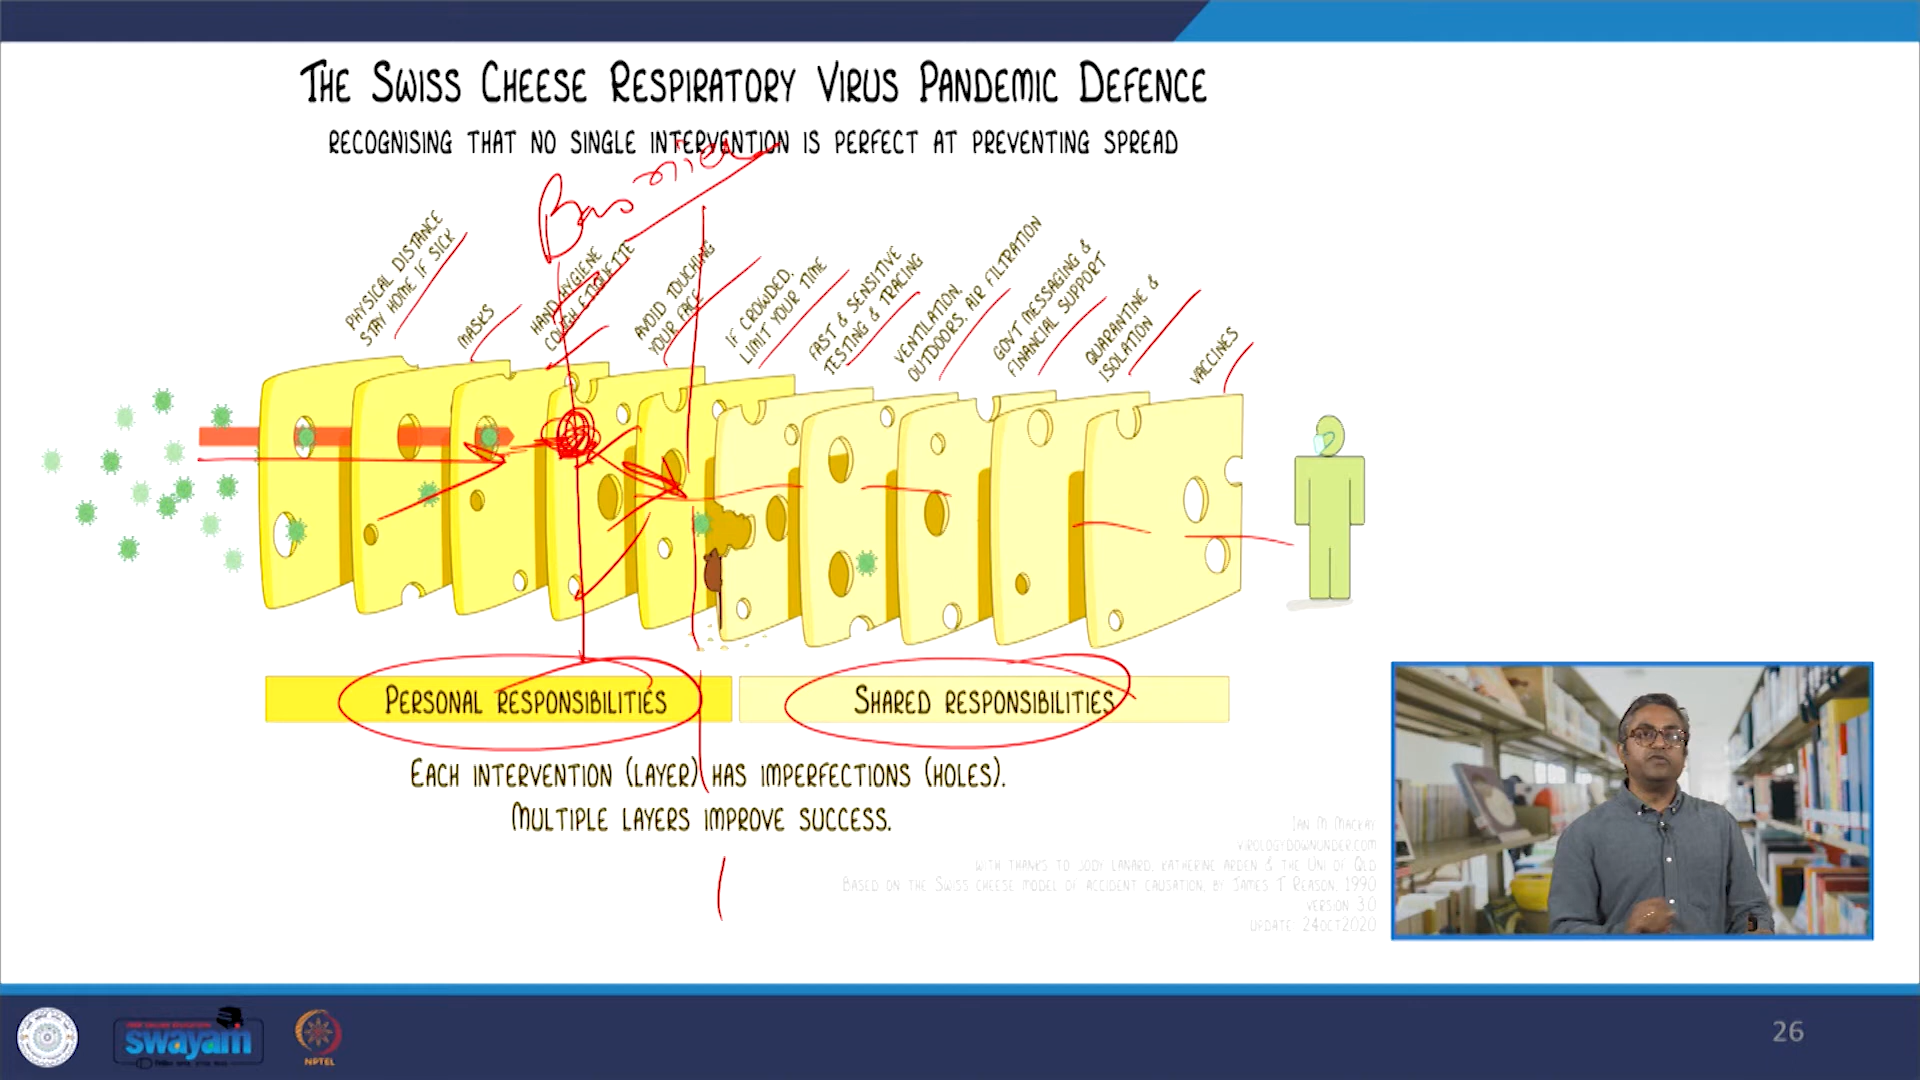 THE SWISS CHEESE RESPIRATORY VIRUS PANDEMIC DEFENCE
RECOGNISING THAT NO SINGLE INTERVENTION IS PERFECT AT PREVENTING SPREAD
PHYSICAL DISTANCE
STAY HOME IF SICK
MASKS
HAND HYGIENE
COUGH ETIQUETTE
AVOID TOUCHING
YOUR FACE
IF CROWDED,
LIMIT YOUR TIME
FAST & SENSITIVE
TESTING & TRACING
VENTILATION,
OUTDOORS, AIR FILTRATION
GOVT MESSAGING &
FINANCIAL SUPPORT
QUARANTINE &
ISOLATION
VACCINES
PERSONAL RESPONSIBILITIES
SHARED RESPONSIBILITIES
EACH INTERVENTION (LAYER) HAS IMPERFECTIONS (HOLES).
MULTIPLE LAYERS IMPROVE SUCCESS.
IAN M MACKAY
VIROLOGYDOWNUNDER.COM
WITH THANKS TO JODY LANARD, KATHERINE ARDEN & THE UNI OF QLD
BASED ON THE SWISS CHEESE MODEL OF ACCIDENT CAUSATION, BY JAMES T REASON, 1990
VERSION 3.0
UPDATE: 24OCT2020
swayam
NPTEL
26